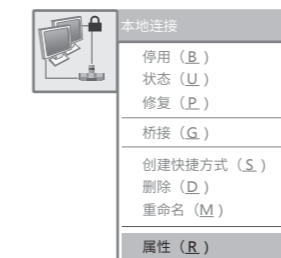 本地连接
停用（B）
状态（U）
修复（P）
桥接（G）
创建快捷方式（S）
删除（D）
重命名（M）
属性（R）